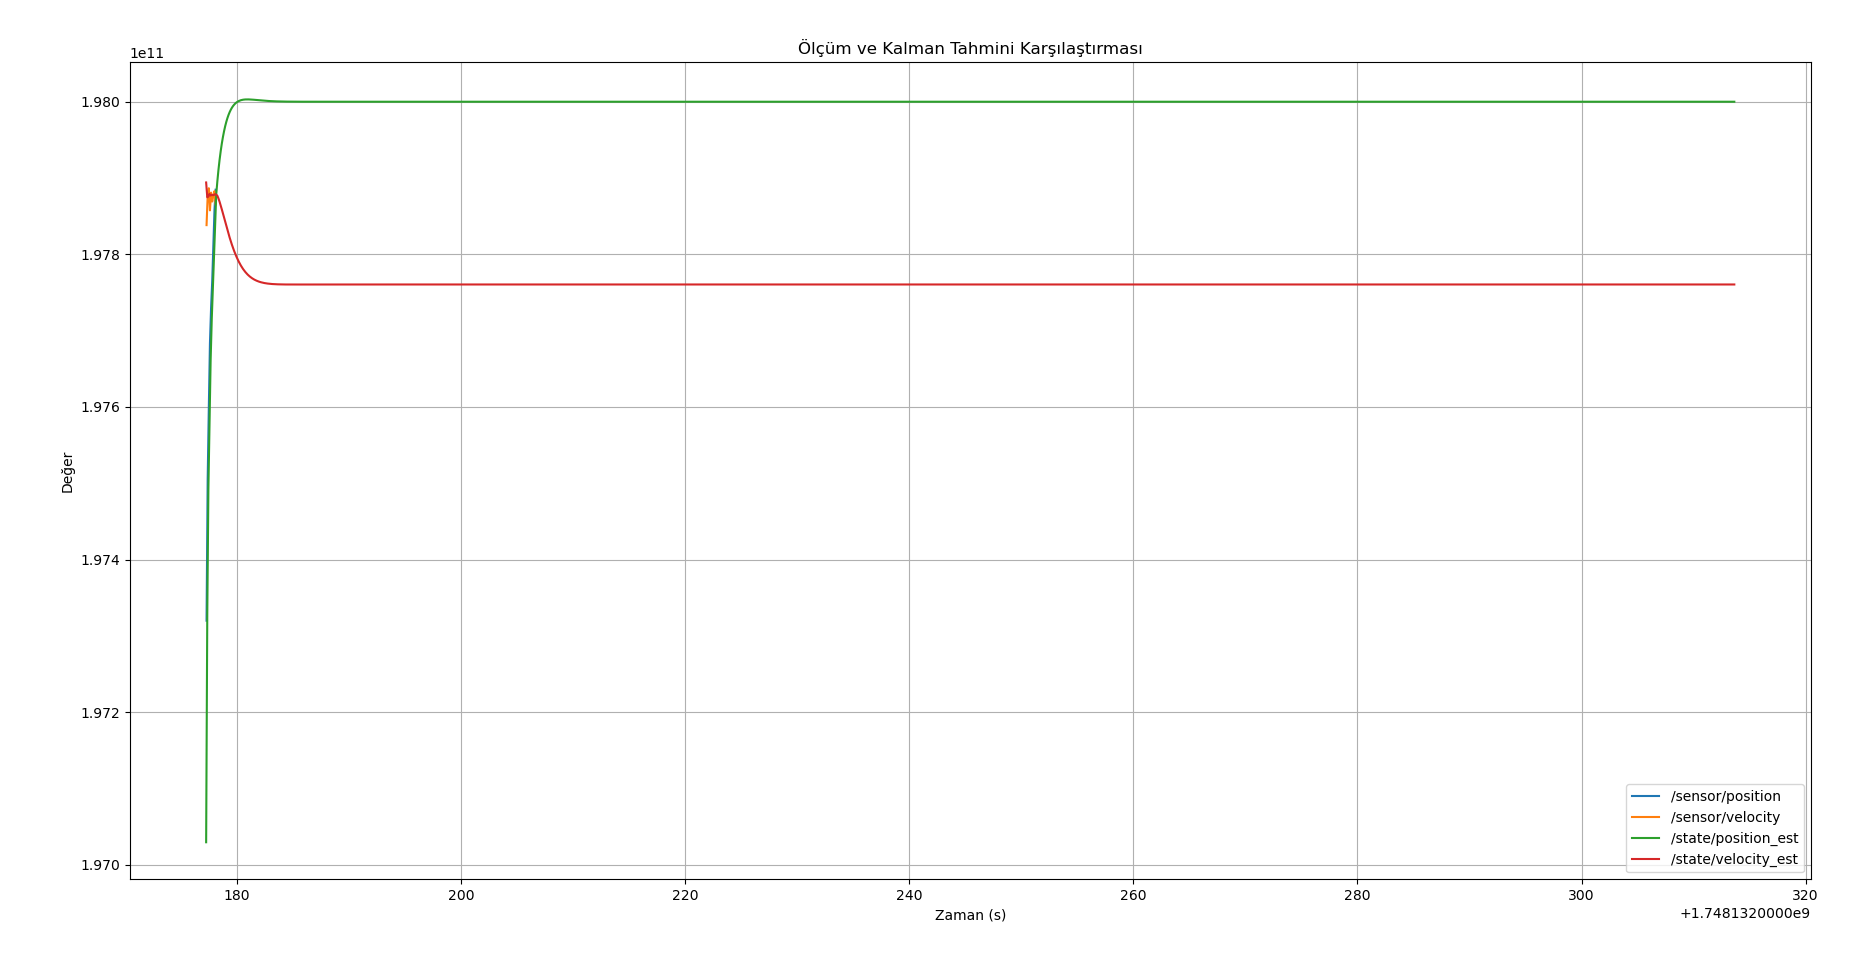 Ölçüm ve Kalman Tahmini Karşılaştırması
1e11
1.980
1.978
1.976
1.974
1.972
1.970
Değer
180 200 220 240 260 280 300 320
Zaman (s)
+1.7481320000e9
/sensor/position
/sensor/velocity
/state/position_est
/state/velocity_est